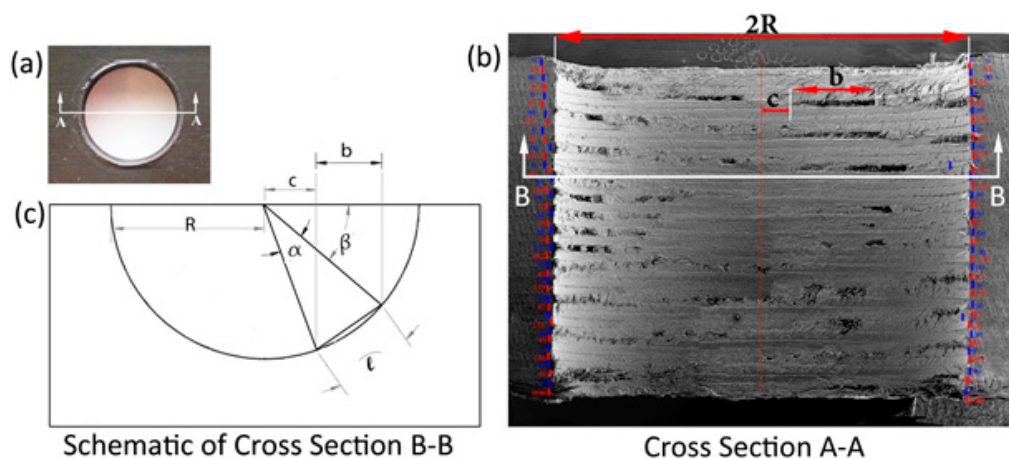 (a)
A
A
(b)
2R
b
c
B
B
(c)
b
c
R
α
β
ℓ
Schematic of Cross Section B-B
Cross Section A-A